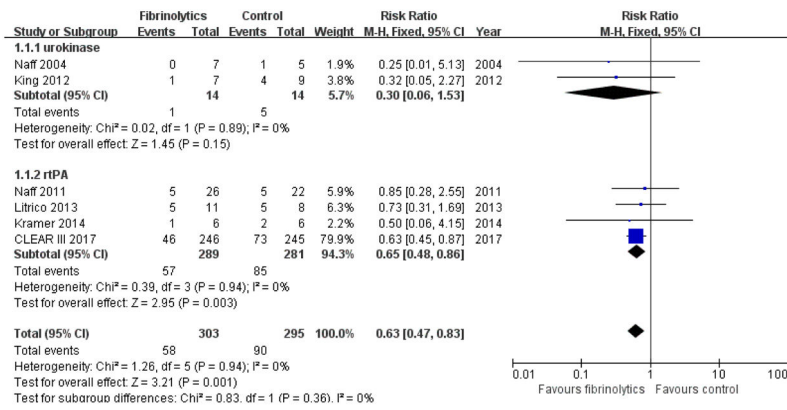 Fibrinolytics Control Risk Ratio Risk Ratio
Study or Subgroup Events Total Events Total Weight M-H, Fixed, 95% CI Year M-H, Fixed, 95% CI
1.1.1 urokinase
Naff 2004 0 7 1 5 1.9% 0.25 [0.01, 5.13] 2004
King 2012 1 7 4 9 3.8% 0.32 [0.05, 2.27] 2012
Subtotal (95% CI) 14 14 5.7% 0.30 [0.06, 1.53]
Total events 1 5
Heterogeneity: Chi² = 0.02, df = 1 (P = 0.89); I² = 0%
Test for overall effect: Z = 1.45 (P = 0.15)
1.1.2 rtPA
Naff 2011 5 26 5 22 5.9% 0.85 [0.28, 2.55] 2011
Litrico 2013 5 11 5 8 6.3% 0.73 [0.31, 1.69] 2013
Kramer 2014 1 6 2 6 2.2% 0.50 [0.06, 4.15] 2014
CLEAR III 2017 46 246 73 245 79.9% 0.63 [0.45, 0.87] 2017
Subtotal (95% CI) 289 281 94.3% 0.65 [0.48, 0.86]
Total events 57 85
Heterogeneity: Chi² = 0.39, df = 3 (P = 0.94); I² = 0%
Test for overall effect: Z = 2.95 (P = 0.003)
Total (95% CI) 303 295 100.0% 0.63 [0.47, 0.83]
Total events 58 90
Heterogeneity: Chi² = 1.26, df = 5 (P = 0.94); I² = 0%
Test for overall effect: Z = 3.21 (P = 0.001)
Test for subgroup differences: Chi² = 0.83, df = 1 (P = 0.36), I² = 0%
0.01 0.1 1 10 100
Favours fibrinolytics Favours control